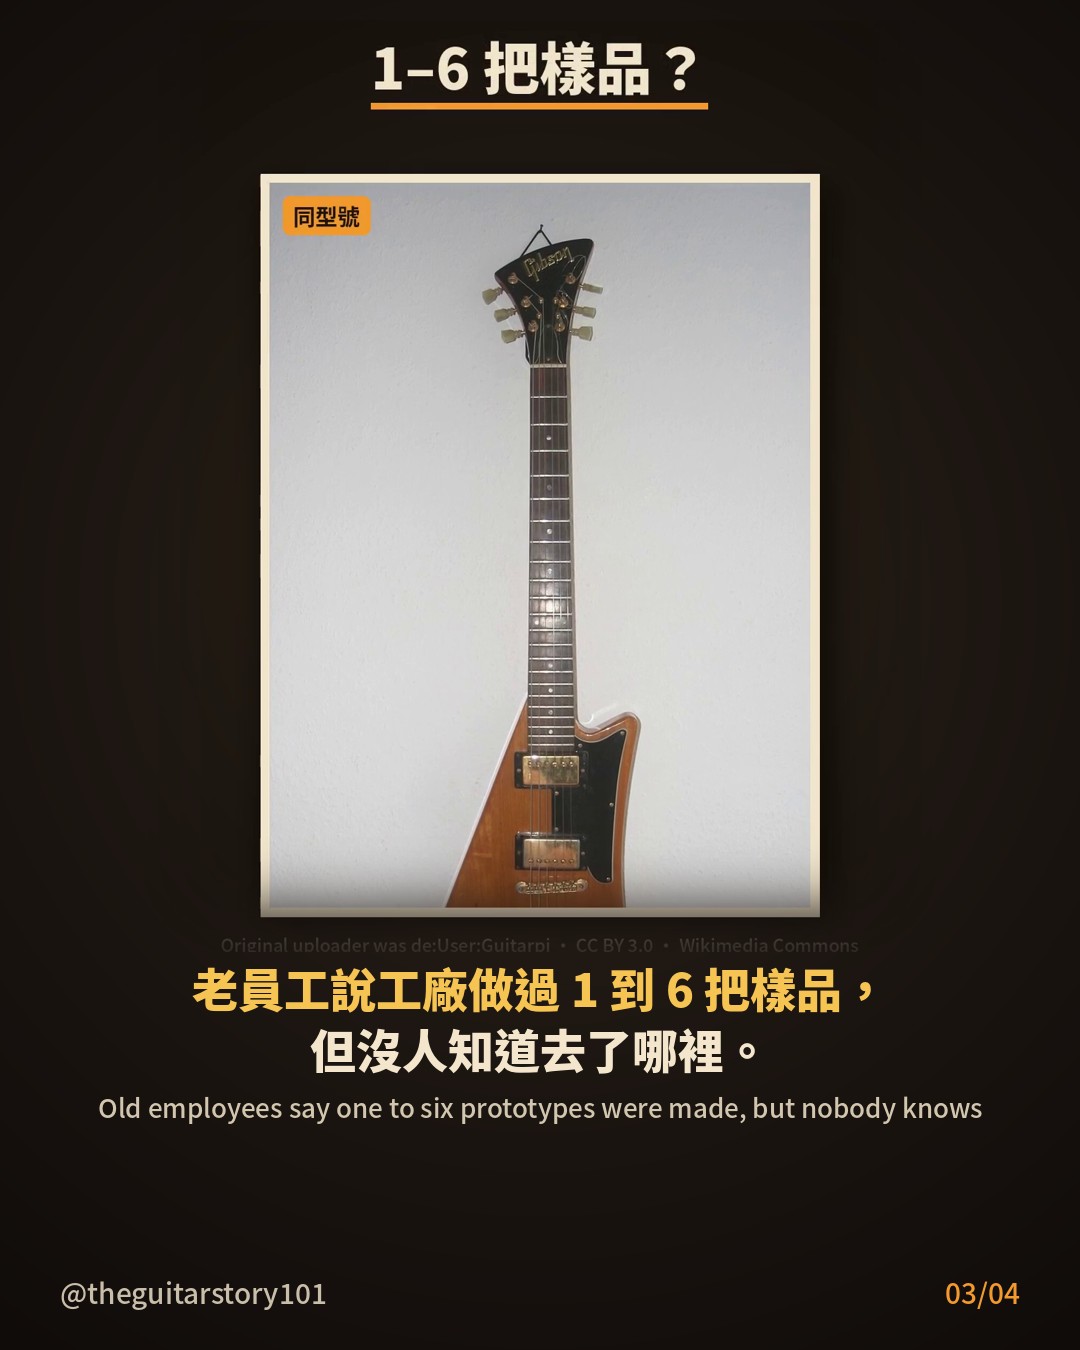 1–6 把樣品？
同型號
Gibson
Original uploader was de:User:Guitarpi · CC BY 3.0 · Wikimedia Commons
老員工說工廠做過 1 到 6 把樣品，
但沒人知道去了哪裡。
Old employees say one to six prototypes were made, but nobody knows
@theguitarstory101
03/04